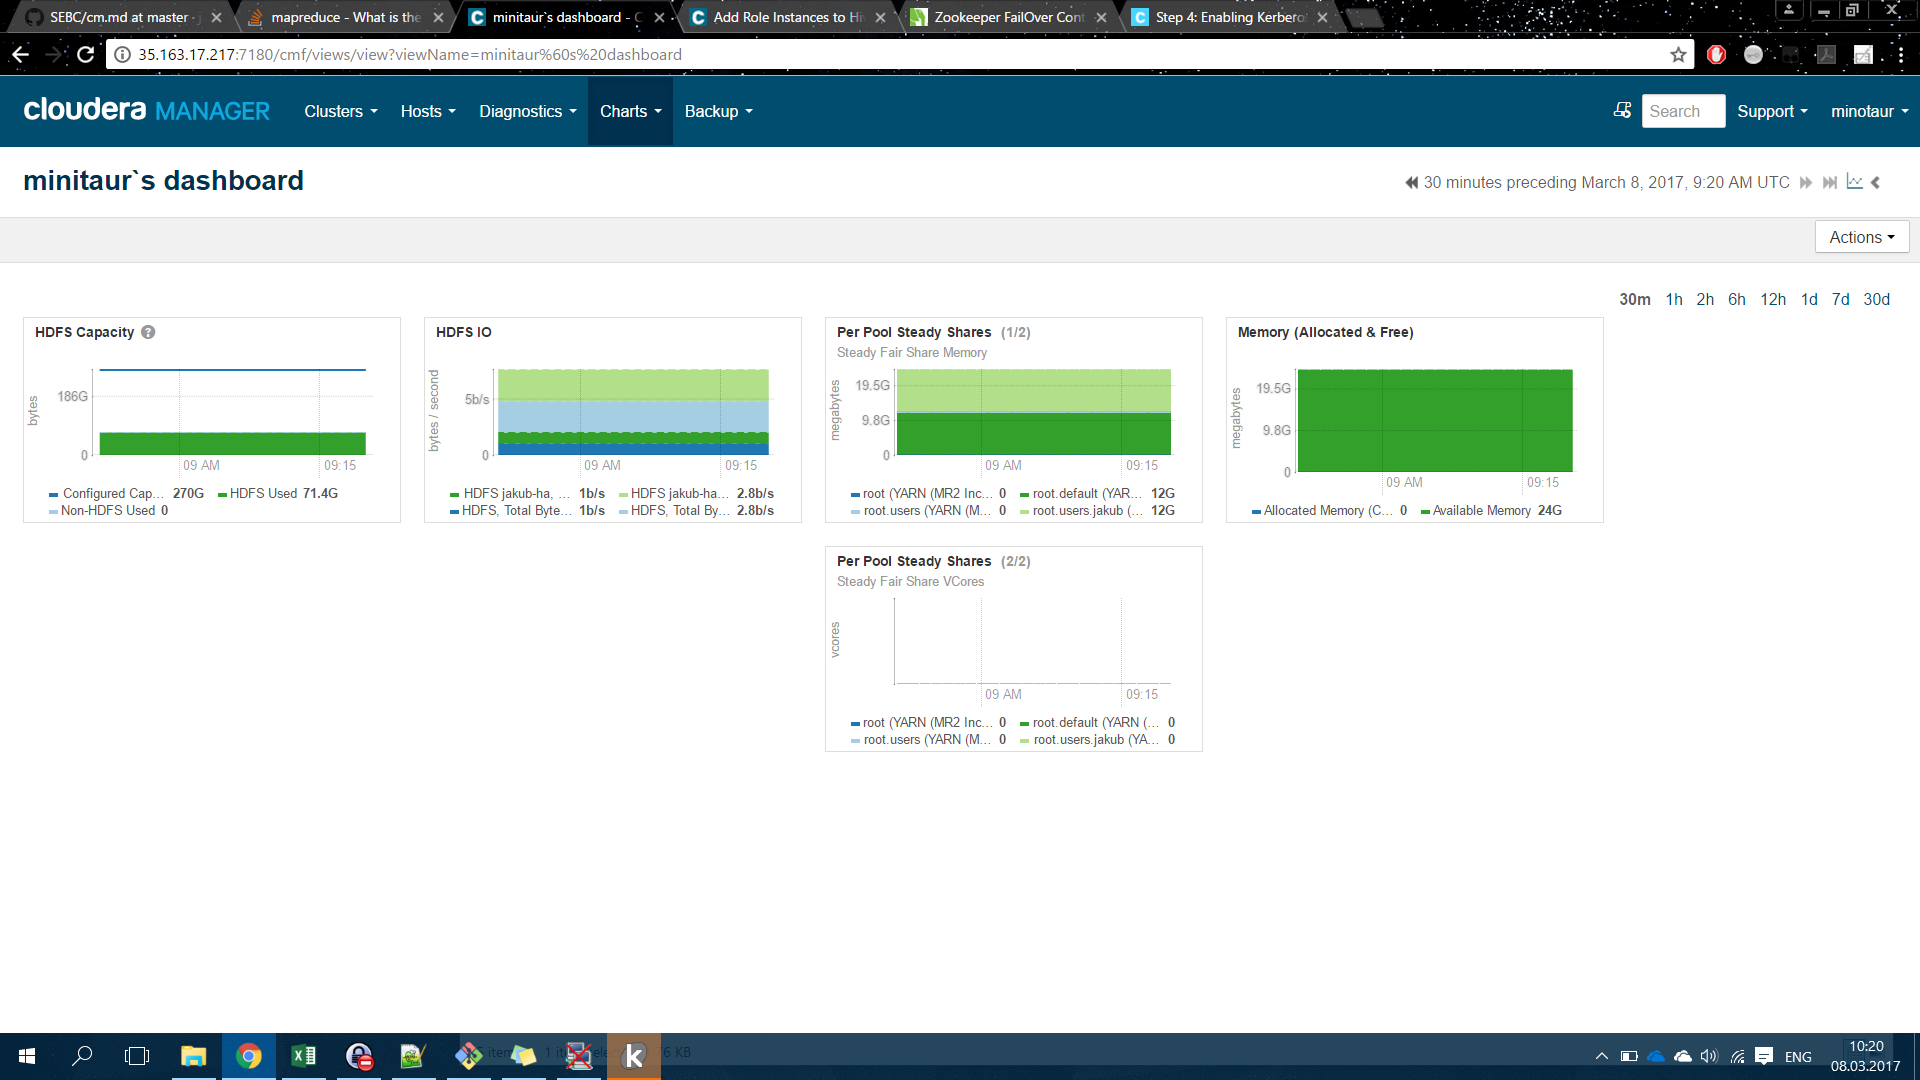 SEBC/cm.md at master
mapreduce - What is the
minitaur`s dashboard - C
Add Role Instances to Hi
Zookeeper FailOver Cont
Step 4: Enabling Kerbero
35.163.17.217:7180/cmf/views/view?viewName=minitaur%60s%20dashboard
cloudera MANAGER
Clusters
Hosts
Diagnostics
Charts
Backup
Search
Support
minotaur
minitaur`s dashboard
30 minutes preceding March 8, 2017, 9:20 AM UTC
Actions
30m 1h 2h 6h 12h 1d 7d 30d
HDFS Capacity ?
bytes
186G
0
09 AM 09:15
Configured Cap... 270G HDFS Used 71.4G
Non-HDFS Used 0
HDFS IO
bytes / second
5b/s
0
09 AM 09:15
HDFS jakub-ha, ... 1b/s HDFS jakub-ha... 2.8b/s
HDFS, Total Byte... 1b/s HDFS, Total By... 2.8b/s
Per Pool Steady Shares (1/2)
Steady Fair Share Memory
megabytes
19.5G
9.8G
0
09 AM 09:15
root (YARN (MR2 Inc... 0 root.default (YAR... 12G
root.users (YARN (M... 0 root.users.jakub (... 12G
Memory (Allocated & Free)
megabytes
19.5G
9.8G
0
09 AM 09:15
Allocated Memory (C... 0 Available Memory 24G
Per Pool Steady Shares (2/2)
Steady Fair Share VCores
vcores
09 AM 09:15
root (YARN (MR2 Inc... 0 root.default (YARN (... 0
root.users (YARN (M... 0 root.users.jakub (YA... 0
ENG
10:20
08.03.2017